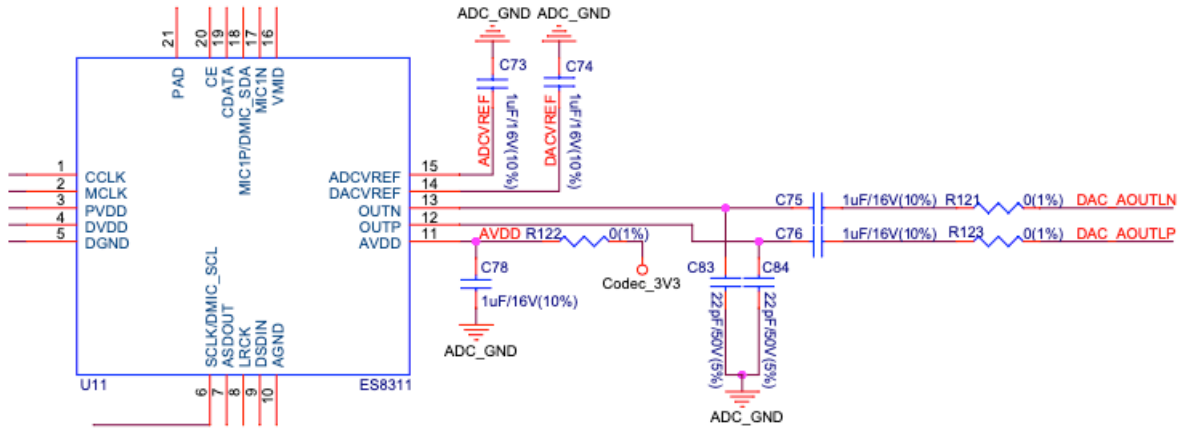 ADC_GND ADC_GND
21 20 19 18 17 16
PAD CE CDATA MIC1P/DMIC_SDA MIC1N VMID
C73 C74
1uF/16V(10%) 1uF/16V(10%)
ADCVREF DACVREF
1 CCLK
2 MCLK
3 PVDD
4 DVDD
5 DGND
ADCVREF 15
DACVREF 14
OUTN 13
OUTP 12
AVDD 11
C75 1uF/16V(10%) R121 0(1%) DAC_AOUTLN
C76 1uF/16V(10%) R123 0(1%) DAC_AOUTLP
AVDD R122 0(1%)
Codec_3V3
C78
1uF/16V(10%)
ADC_GND
C83 C84
22pF/50V(5%) 22pF/50V(5%)
ADC_GND
SCLK/DMIC_SCL ASDOUT LRCK DSDIN AGND
6 7 8 9 10
U11 ES8311